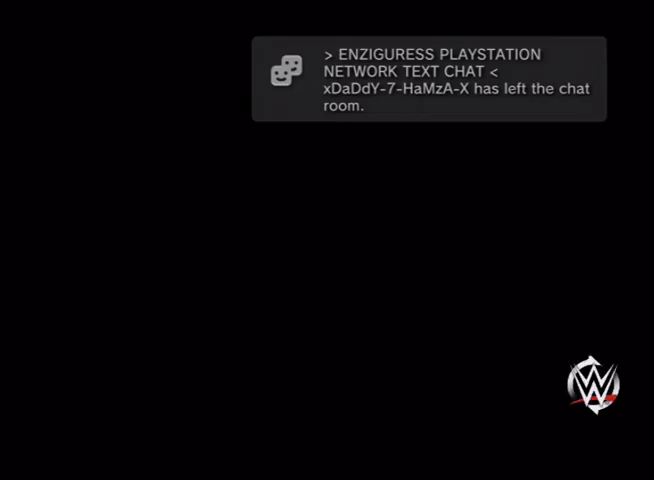 > ENZIGURESS PLAYSTATION
NETWORK TEXT CHAT <
xDaDdY-7-HaMzA-X has left the chat
room.
W